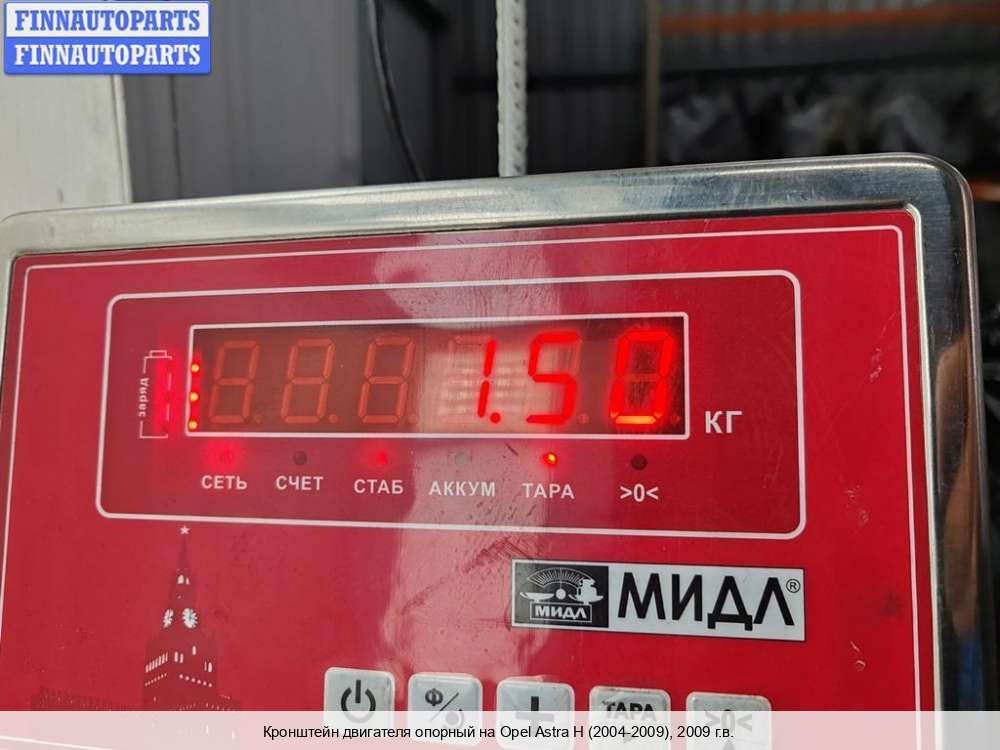 FINNAUTOPARTS
FINNAUTOPARTS
заряд
1.50
КГ
СЕТЬ СЧЕТ СТАБ АККУМ ТАРА >0<
МИДЛ
МИДЛ®
Ф
ТАРА
>0<
Кронштейн двигателя опорный на Opel Astra H (2004-2009), 2009 г.в.